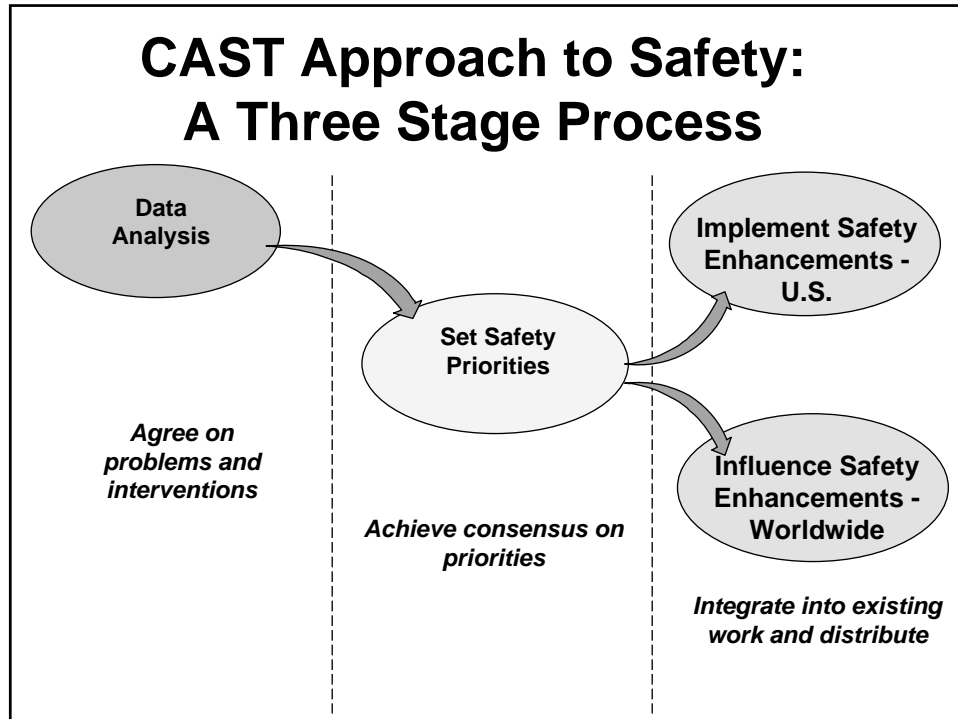 CAST Approach to Safety:
A Three Stage Process
Data
Analysis
Agree on
problems and
interventions
Set Safety
Priorities
Achieve consensus on
priorities
Implement Safety
Enhancements -
U.S.
Influence Safety
Enhancements -
Worldwide
Integrate into existing
work and distribute